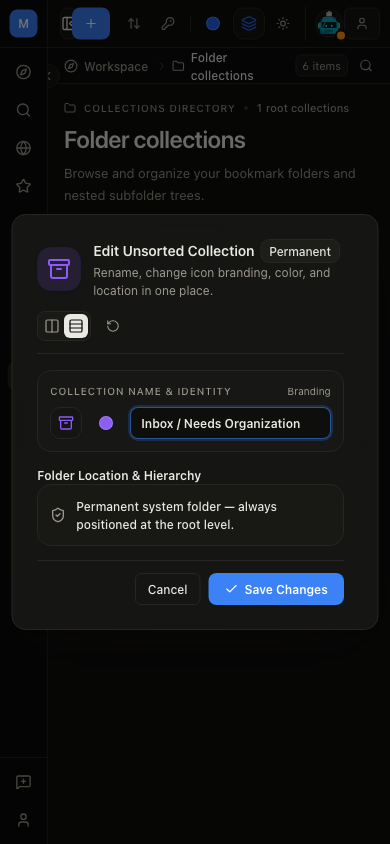 M
Workspace
Folder collections
6 items
COLLECTIONS DIRECTORY • 1 root collections
Folder collections
Browse and organize your bookmark folders and
nested subfolder trees.
Edit Unsorted Collection Permanent
Rename, change icon branding, color, and
location in one place.
COLLECTION NAME & IDENTITY Branding
Inbox / Needs Organization
Folder Location & Hierarchy
Permanent system folder — always
positioned at the root level.
Cancel Save Changes